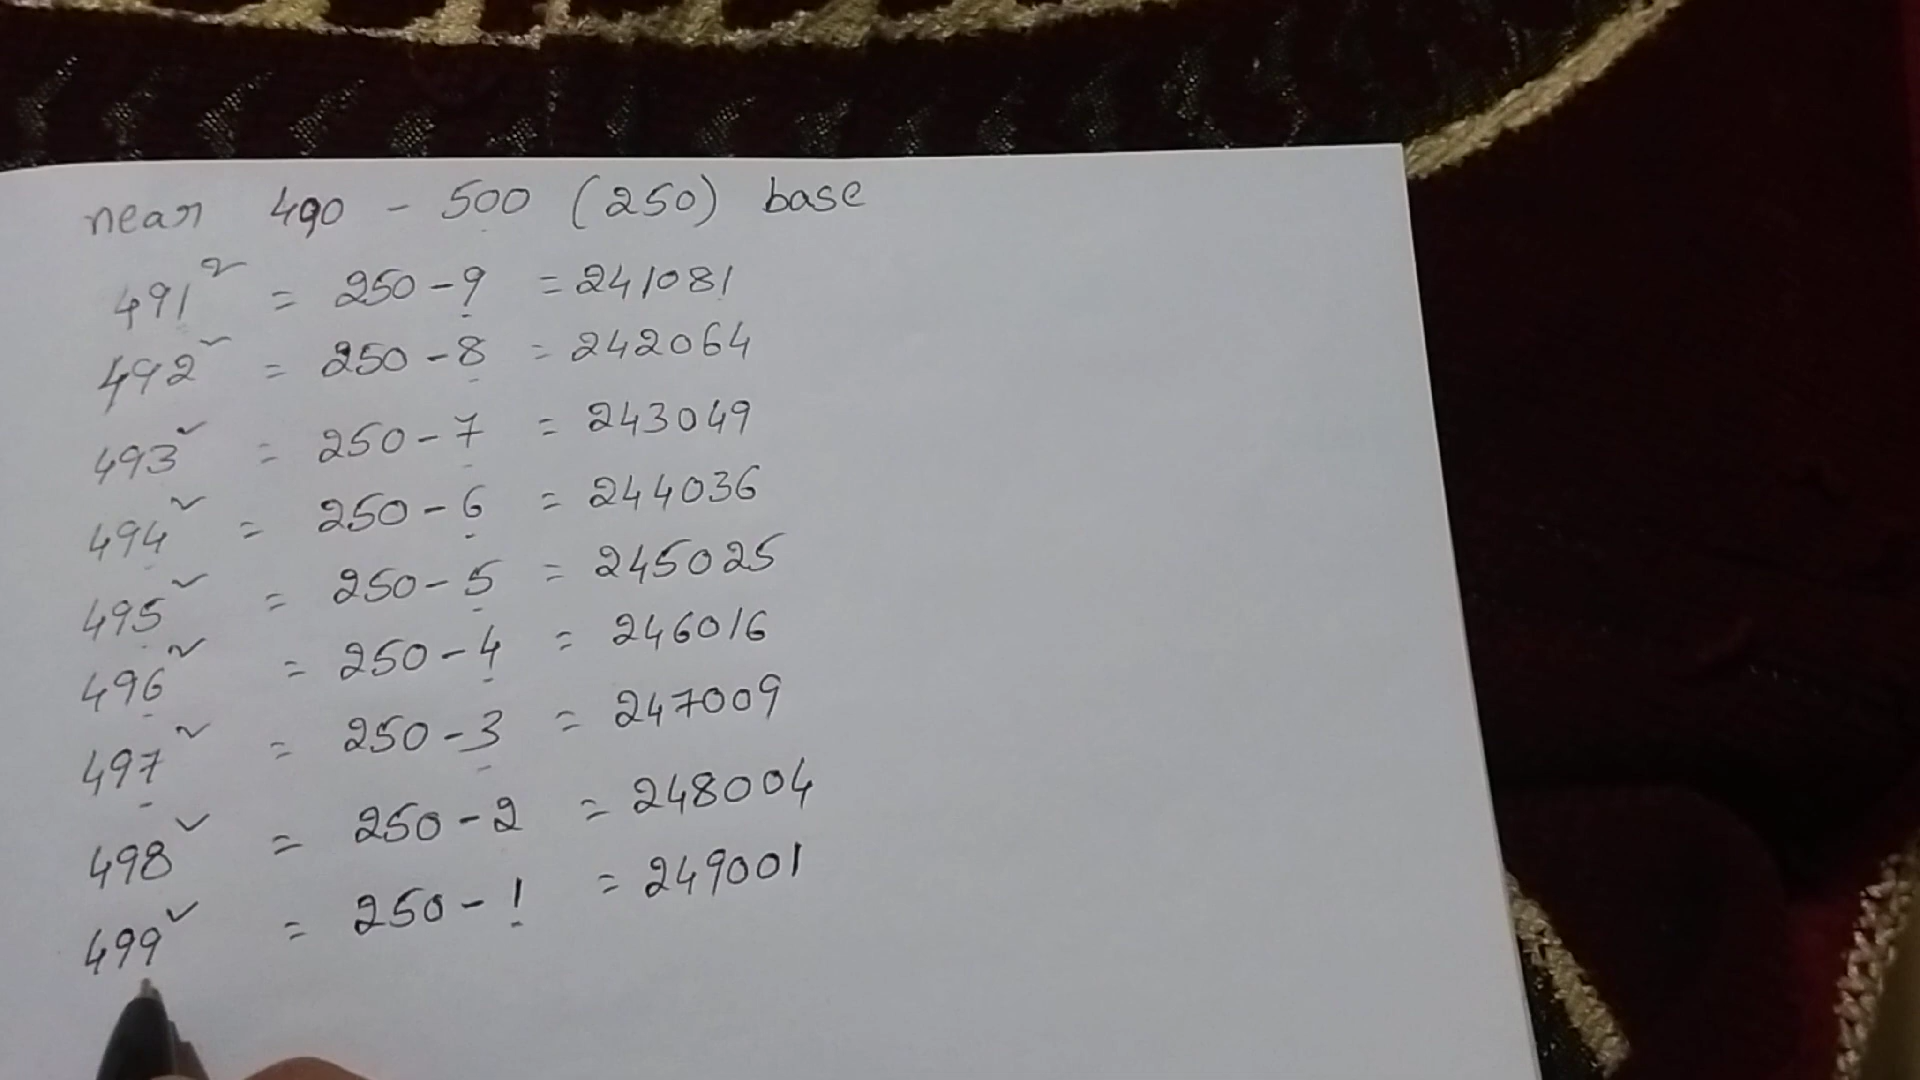 near 490 - 500 (250) base
491² = 250-9 = 241081
492² = 250-8 = 242064
493² = 250-7 = 243049
494² = 250-6 = 244036
495² = 250-5 = 245025
496² = 250-4 = 246016
497² = 250-3 = 247009
498² = 250-2 = 248004
499² = 250-1 = 249001